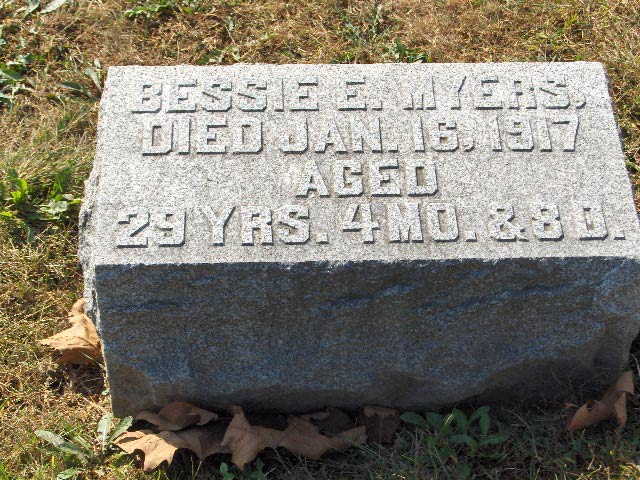 BESSIE E. MYERS,
DIED JAN. 16, 1917
AGED
29 YRS. 4 MO. & 8 D.